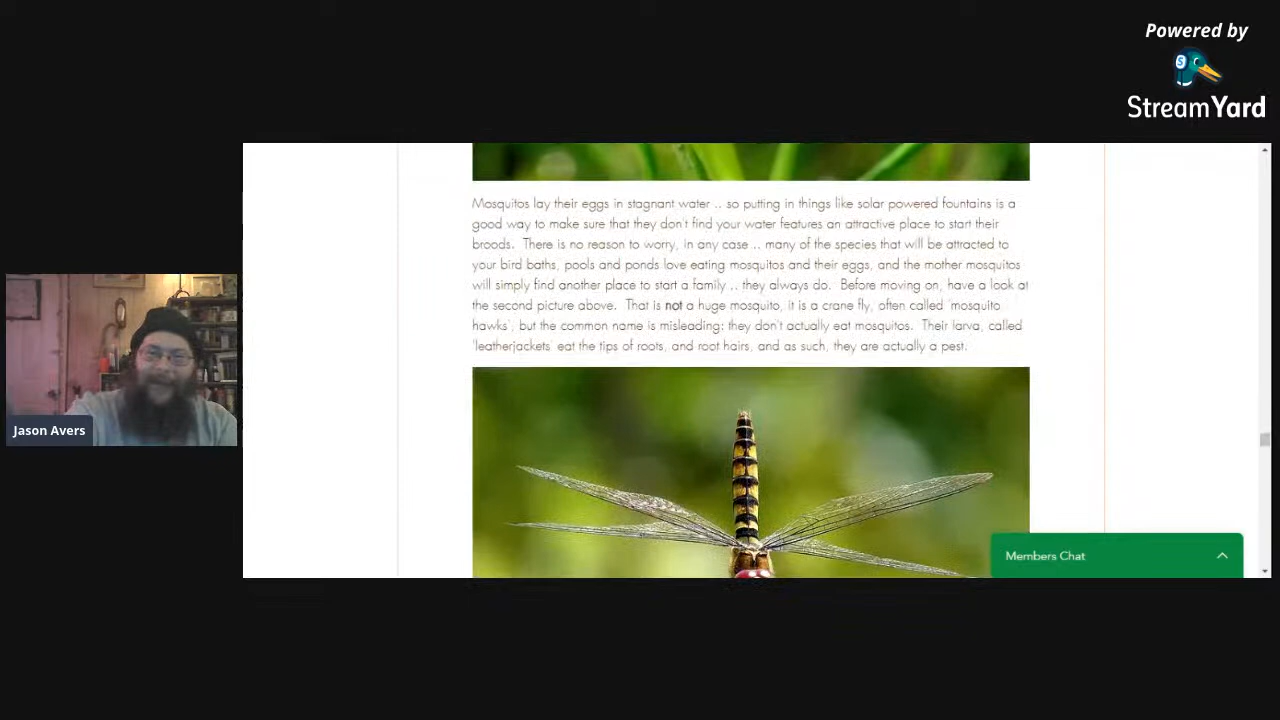 Powered by
StreamYard
Mosquitos lay their eggs in stagnant water .. so putting in things like solar powered fountains is a
good way to make sure that they don't find your water features an attractive place to start their
broods. There is no reason to worry, in any case .. many of the species that will be attracted to
your bird baths, pools and ponds love eating mosquitos and their eggs, and the mother mosquitos
will simply find another place to start a family .. they always do. Before moving on, have a look at
the second picture above. That is not a huge mosquito, it is a crane fly, often called 'mosquito
hawks', but the common name is misleading: they don't actually eat mosquitos. Their larva, called
'leatherjackets' eat the tips of roots, and root hairs, and as such, they are actually a pest.
Jason Avers
Members Chat